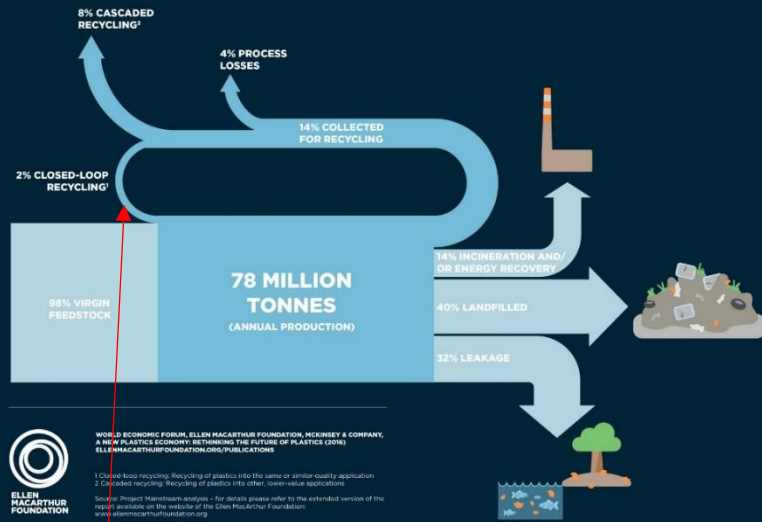 8% CASCADED
RECYCLING²
4% PROCESS
LOSSES
14% COLLECTED
FOR RECYCLING
2% CLOSED-LOOP
RECYCLING¹
98% VIRGIN
FEEDSTOCK
78 MILLION
TONNES
(ANNUAL PRODUCTION)
14% INCINERATION AND/
OR ENERGY RECOVERY
40% LANDFILLED
32% LEAKAGE
ELLEN
MACARTHUR
FOUNDATION
WORLD ECONOMIC FORUM, ELLEN MACARTHUR FOUNDATION, MCKINSEY & COMPANY,
A NEW PLASTICS ECONOMY: RETHINKING THE FUTURE OF PLASTICS (2016)
ELLENMACARTHURFOUNDATION.ORG/PUBLICATIONS
1 Closed-loop recycling: Recycling of plastics into the same or similar-quality application
2 Cascaded recycling: Recycling of plastics into other, lower-value applications
Source: Project Mainstream analysis – for details please refer to the extended version of the
report available on the website of the Ellen MacArthur Foundation:
www.ellenmacarthurfoundation.org